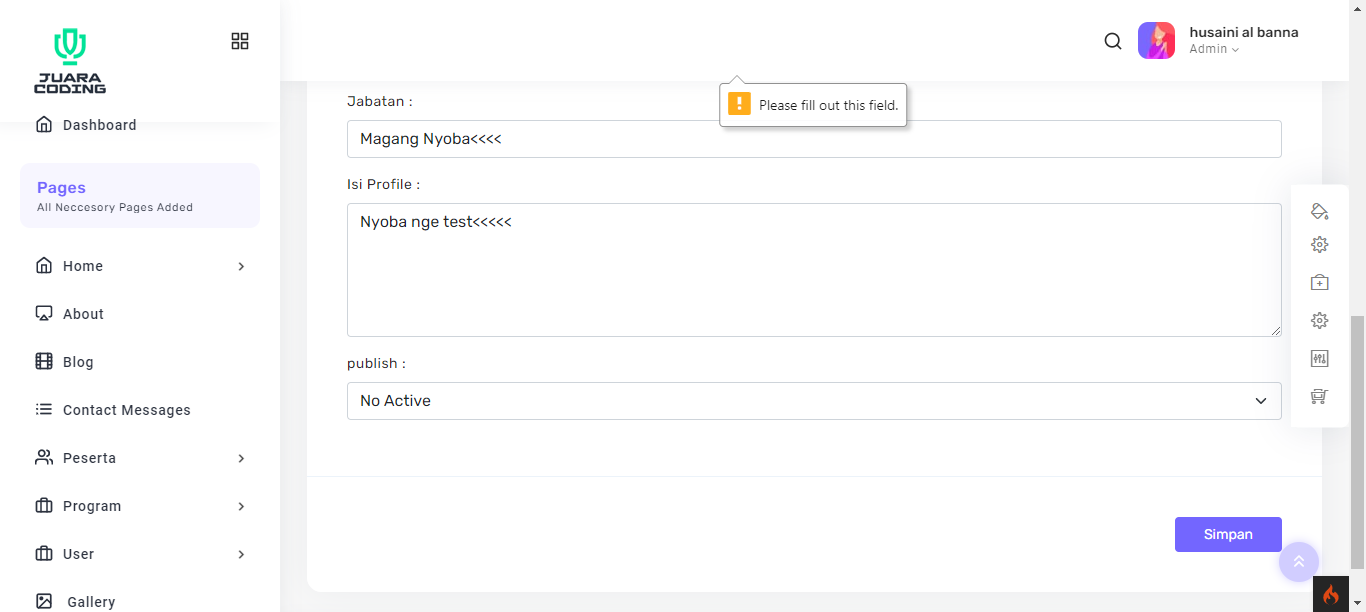 JUARA
CODING
husaini al banna
Admin
Please fill out this field.
Dashboard
Pages
All Neccesory Pages Added
Home
About
Blog
Contact Messages
Peserta
Program
User
Gallery
Jabatan :
Magang Nyoba<<<<
Isi Profile :
Nyoba nge test<<<<<
publish :
No Active
Simpan